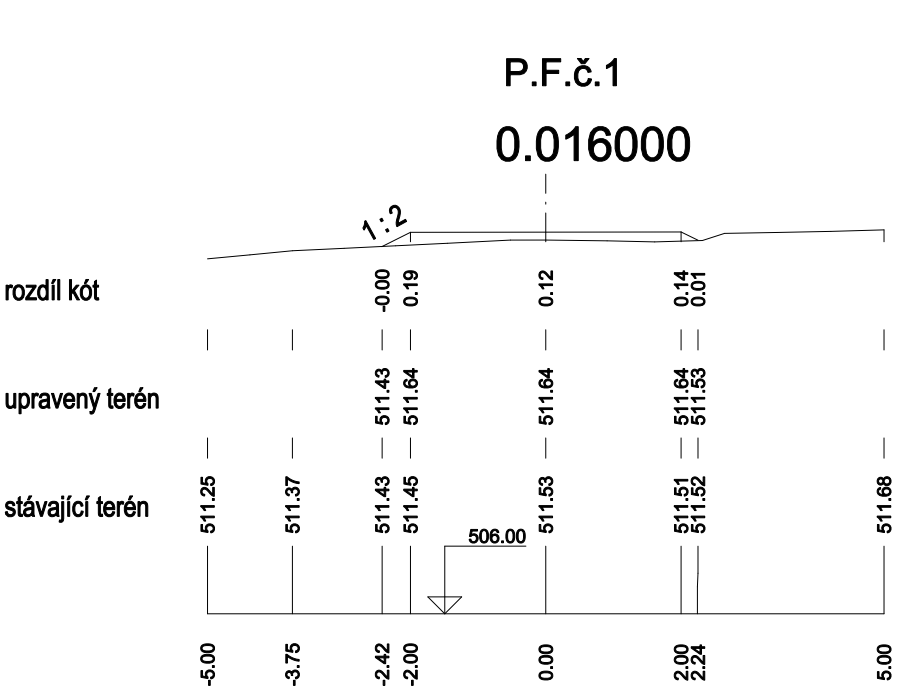 P.F.č.1
0.016000
1:2
rozdíl kót -0.00 0.19 0.12 0.14 0.01
upravený terén 511.43 511.64 511.64 511.64 511.53
stávající terén 511.25 511.37 511.43 511.45 511.53 511.51 511.52 511.68
506.00
-5.00 -3.75 -2.42 -2.00 0.00 2.00 2.24 5.00